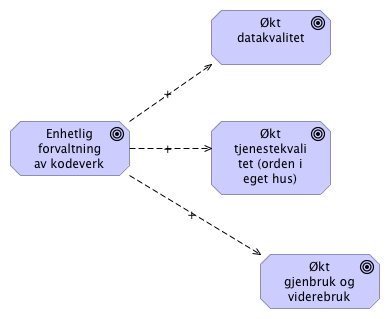 Økt
datakvalitet
Enhetlig
forvaltning
av kodeverk
+
+
Økt
tjenestekvali
tet (orden i
eget hus)
+
Økt
gjenbruk og
viderebruk